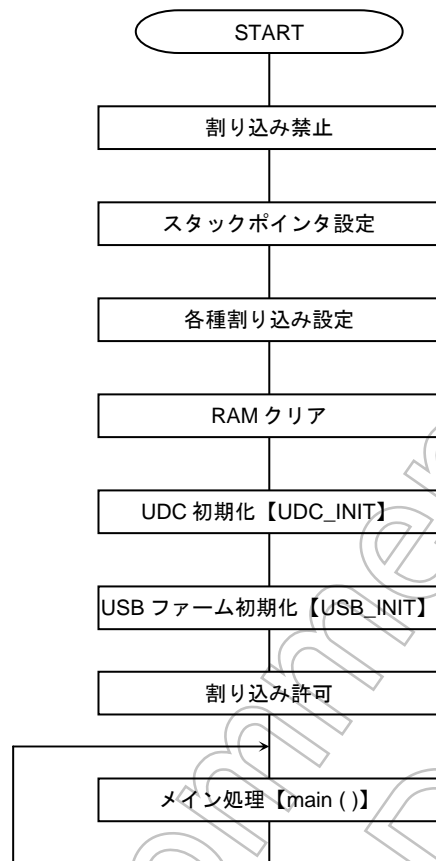 START
割り込み禁止
スタックポインタ設定
各種割り込み設定
RAM クリア
UDC 初期化【UDC_INIT】
USB ファーム初期化【USB_INIT】
割り込み許可
メイン処理【main ( )】